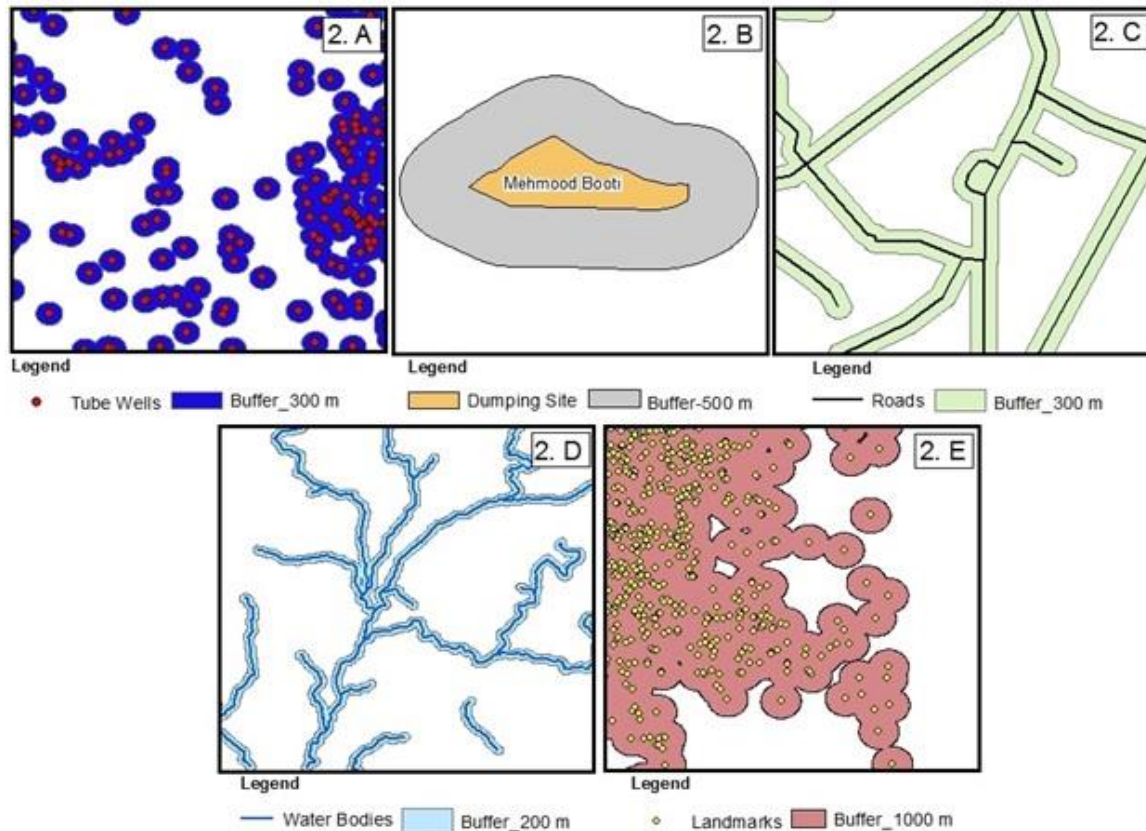 2. A
2. B
2. C
Mehmood Booti
Legend
Legend
Legend
Tube Wells Buffer_300 m Dumping Site Buffer-500 m Roads Buffer_300 m
2. D
2. E
Legend
Legend
Water Bodies Buffer_200 m Landmarks Buffer_1000 m